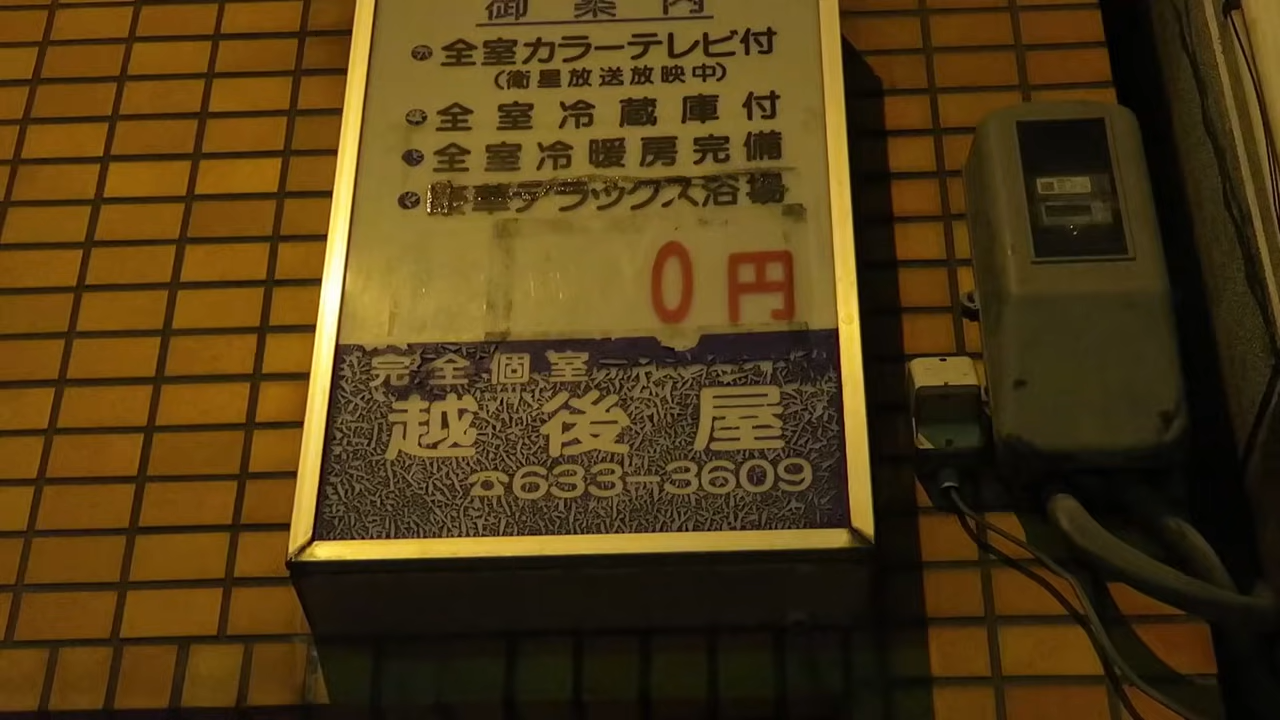 御案内
全室カラーテレビ付
(衛星放送放映中)
全室冷蔵庫付
全室冷暖房完備
豪華デラックス浴場
0円
完全個室
越後屋
☎633-3609